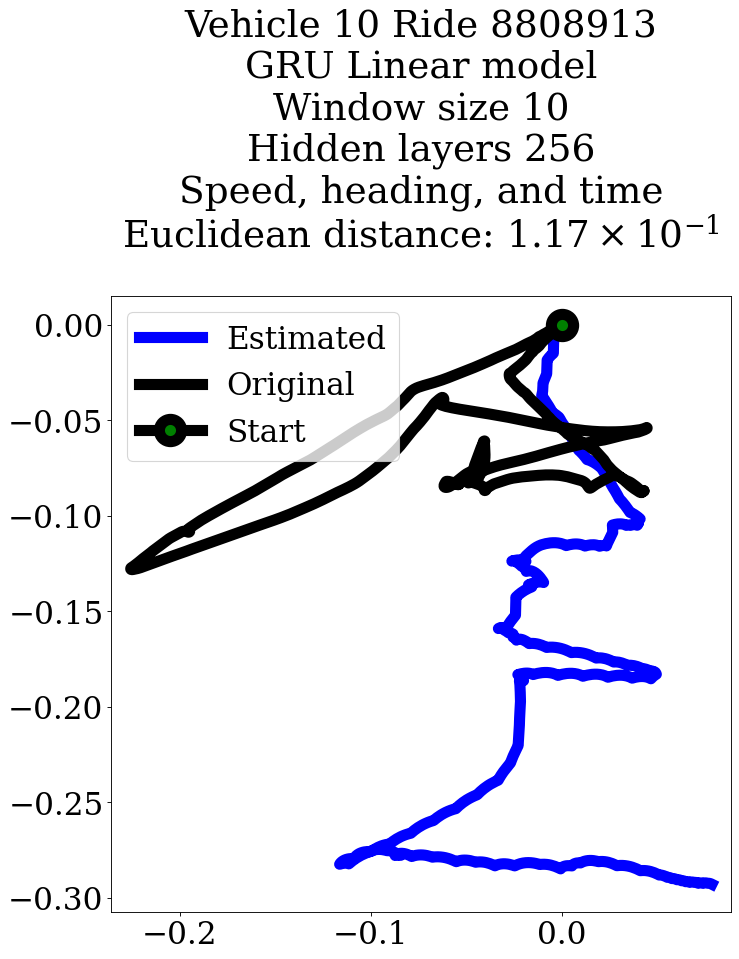 Vehicle 10 Ride 8808913
GRU Linear model
Window size 10
Hidden layers 256
Speed, heading, and time
Euclidean distance: 1.17 × 10⁻¹
Estimated
Original
Start
0.00
−0.05
−0.10
−0.15
−0.20
−0.25
−0.30
−0.2
−0.1
0.0